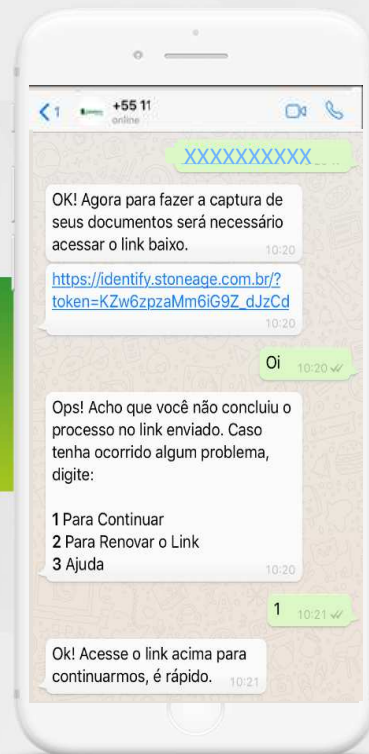 1
+55 11
online
XXXXXXXXXX
OK! Agora para fazer a captura de
seus documentos será necessário
acessar o link baixo.
10:20
https://identify.stoneage.com.br/?
token=KZw6zpzaMm6iG9Z_dJzCd
10:20
Oi 10:20
Ops! Acho que você não concluiu o
processo no link enviado. Caso
tenha ocorrido algum problema,
digite:
1 Para Continuar
2 Para Renovar o Link
3 Ajuda
10:20
1 10:21
Ok! Acesse o link acima para
continuarmos, é rápido. 10:21